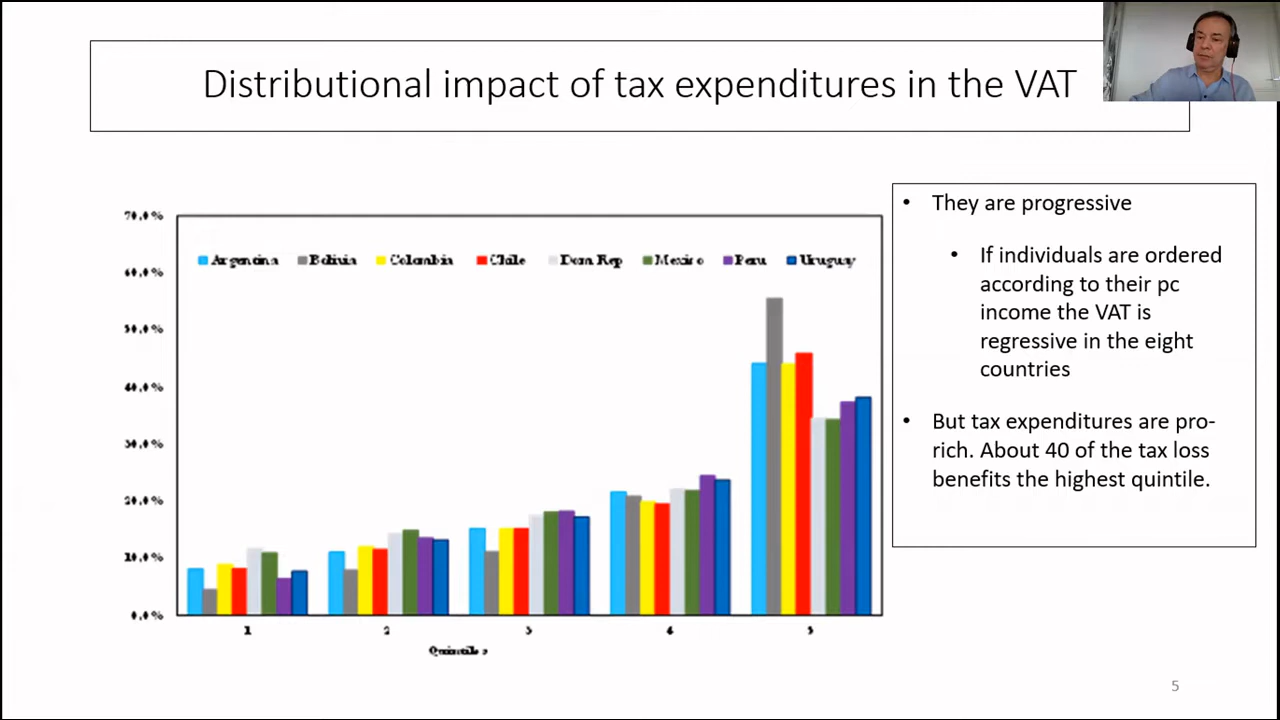 Distributional impact of tax expenditures in the VAT
70,0%
Argentina Bolivia Colombia Chile Dom Rep Mexico Peru Uruguay
60,0%
50,0%
40,0%
30,0%
20,0%
10,0%
0,0%
1 2 3 4 5
Quintiles
• They are progressive
• If individuals are ordered
according to their pc
income the VAT is
regressive in the eight
countries
• But tax expenditures are pro-
rich. About 40 of the tax loss
benefits the highest quintile.
5